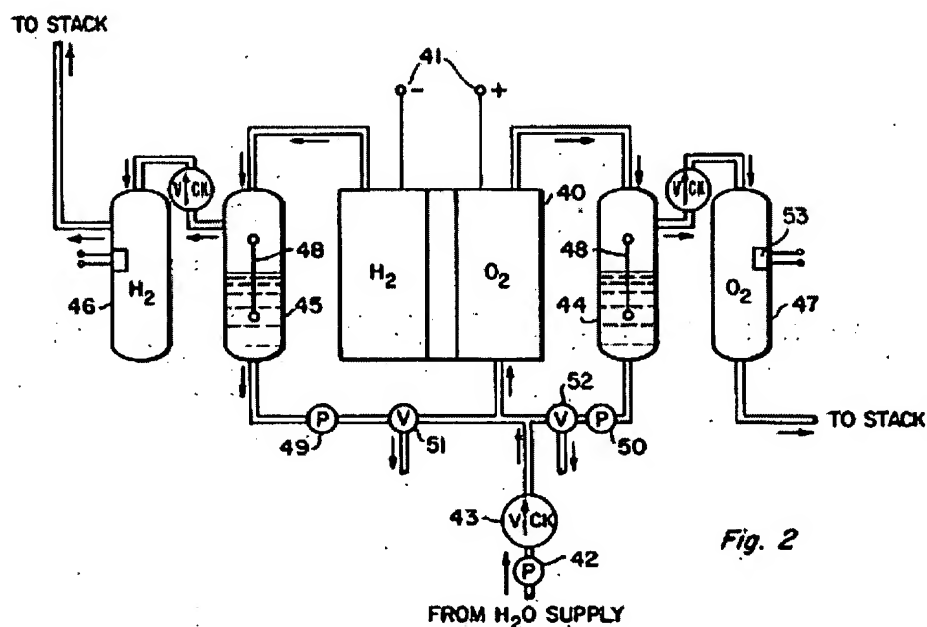 TO STACK
41
- +
V CK
V CK
40
53
48
H2
O2
48
H2
O2
46
45
44
47
52
P
V
V
P
TO STACK
49
51
50
43
V CK
Fig. 2
P
42
FROM H2O SUPPLY